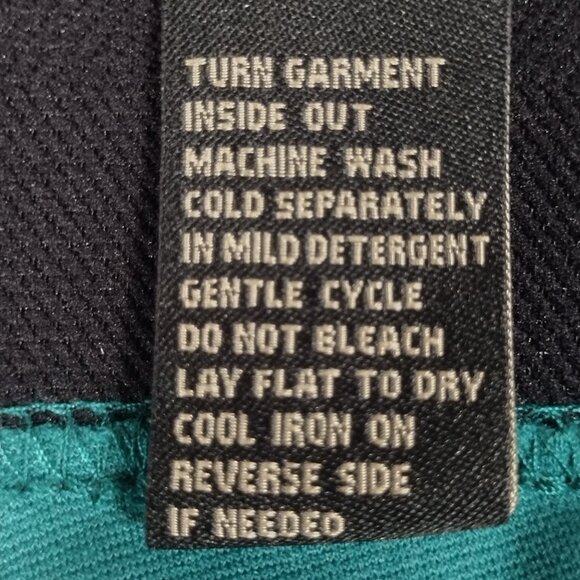 TURN GARMENT
INSIDE OUT
MACHINE WASH
COLD SEPARATELY
IN MILD DETERGENT
GENTLE CYCLE
DO NOT BLEACH
LAY FLAT TO DRY
COOL IRON ON
REVERSE SIDE
IF NEEDED